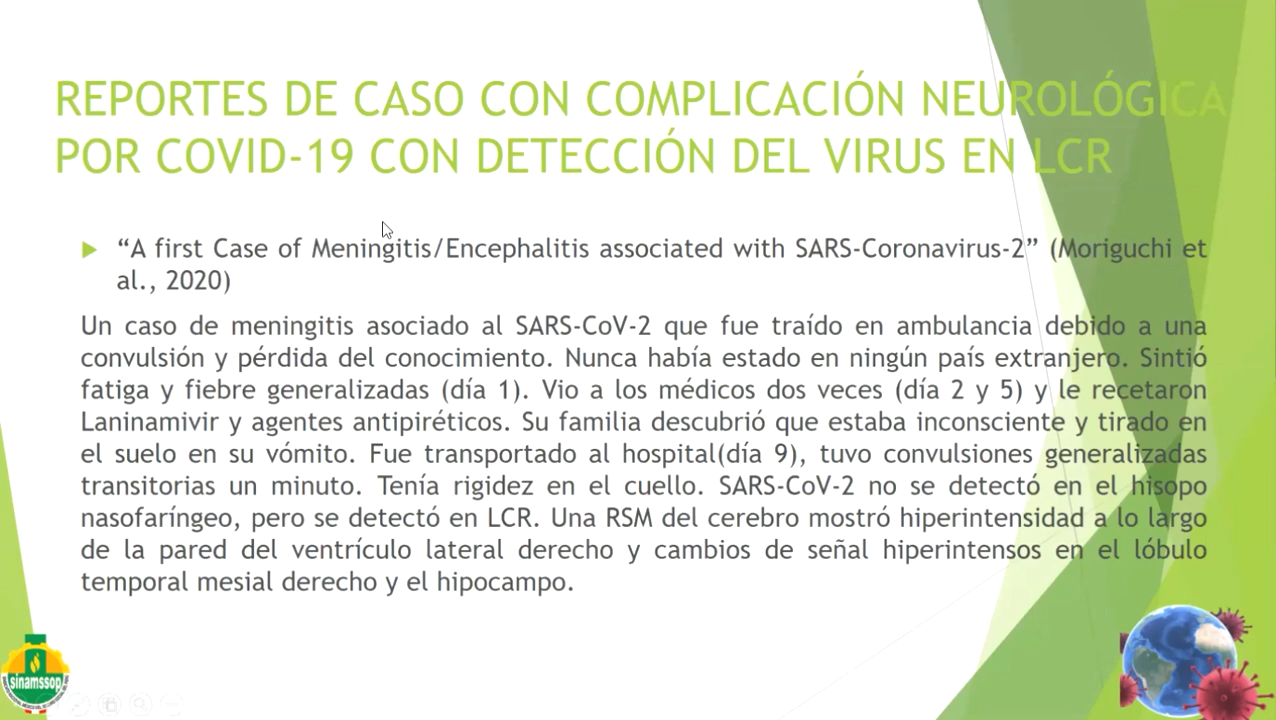 REPORTES DE CASO CON COMPLICACIÓN NEUROLÓGICA
POR COVID-19 CON DETECCIÓN DEL VIRUS EN LCR
“A first Case of Meningitis/Encephalitis associated with SARS-Coronavirus-2” (Moriguchi et
al., 2020)
Un caso de meningitis asociado al SARS-CoV-2 que fue traído en ambulancia debido a una
convulsión y pérdida del conocimiento. Nunca había estado en ningún país extranjero. Sintió
fatiga y fiebre generalizadas (día 1). Vio a los médicos dos veces (día 2 y 5) y le recetaron
Laninamivir y agentes antipiréticos. Su familia descubrió que estaba inconsciente y tirado en
el suelo en su vómito. Fue transportado al hospital(día 9), tuvo convulsiones generalizadas
transitorias un minuto. Tenía rigidez en el cuello. SARS-CoV-2 no se detectó en el hisopo
nasofaríngeo, pero se detectó en LCR. Una RSM del cerebro mostró hiperintensidad a lo largo
de la pared del ventrículo lateral derecho y cambios de señal hiperintensos en el lóbulo
temporal mesial derecho y el hipocampo.
sinamssop